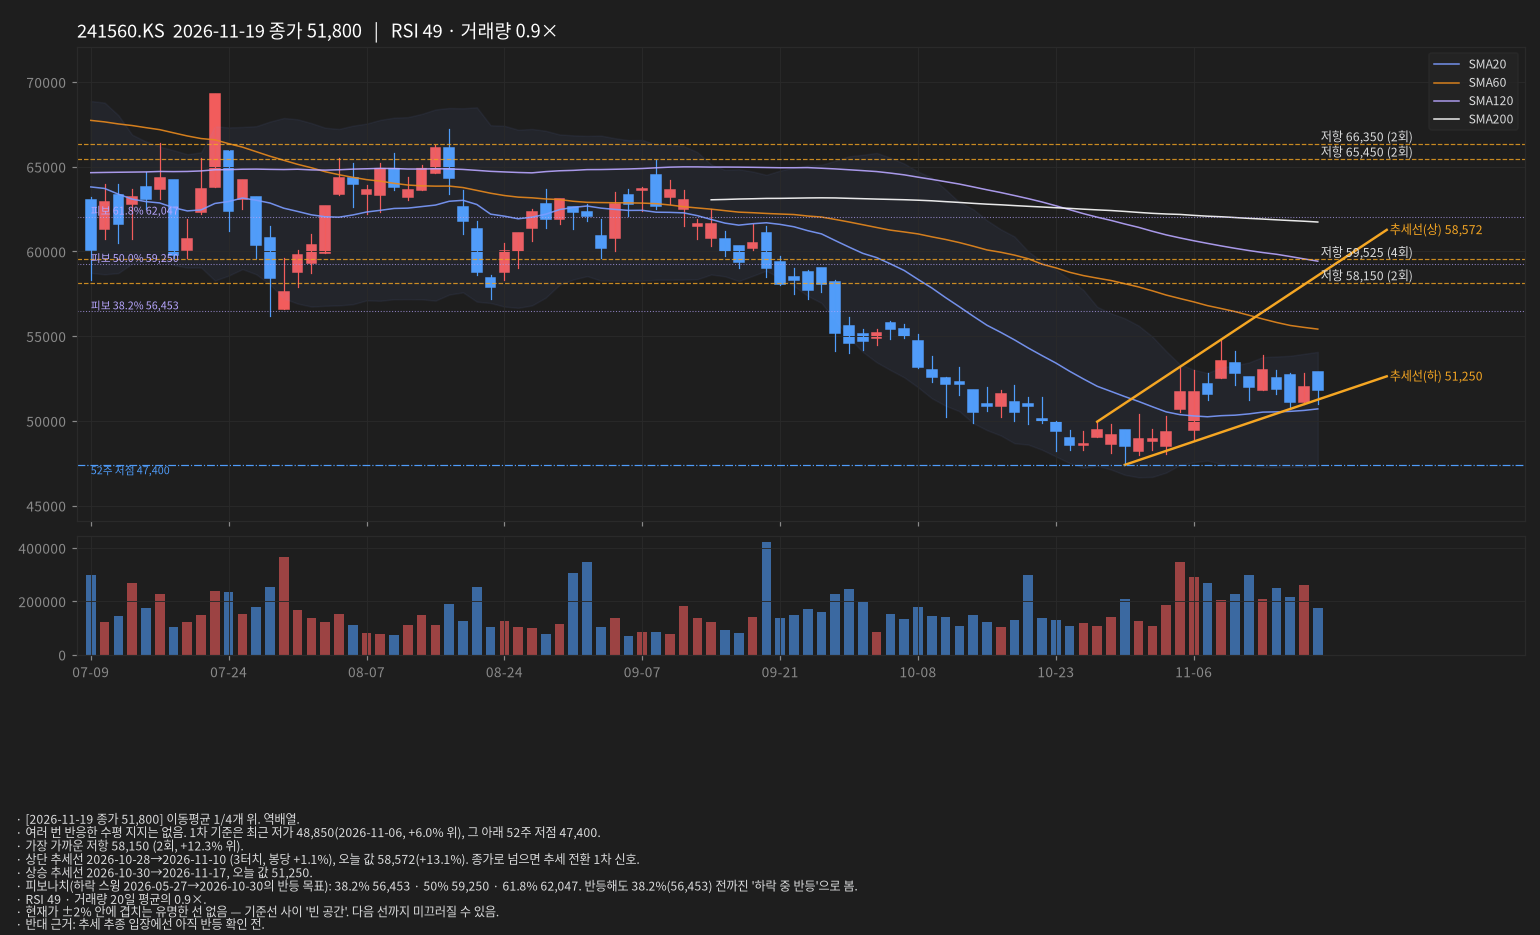 241560.KS 2026-11-19 종가 51,800 | RSI 49 · 거래량 0.9×
SMA20
SMA60
SMA120
SMA200
70000
65000
60000
55000
50000
45000
저항 66,350 (2회)
저항 65,450 (2회)
피보 61.8% 62,047
추세선(상) 58,572
저항 59,525 (4회)
피보 50.0% 59,250
저항 58,150 (2회)
피보 38.2% 56,453
추세선(하) 51,250
52주 저점 47,400
400000
200000
0
07-09 07-24 08-07 08-24 09-07 09-21 10-08 10-23 11-06
· [2026-11-19 종가 51,800] 이동평균 1/4개 위. 역배열.
· 여러 번 반응한 수평 지지는 없음. 1차 기준은 최근 저가 48,850(2026-11-06, +6.0% 위), 그 아래 52주 저점 47,400.
· 가장 가까운 저항 58,150 (2회, +12.3% 위).
· 상단 추세선 2026-10-28→2026-11-10 (3터치, 봉당 +1.1%), 오늘 값 58,572(+13.1%). 종가로 넘으면 추세 전환 1차 신호.
· 상승 추세선 2026-10-30→2026-11-17, 오늘 값 51,250.
· 피보나치(하락 스윙 2026-05-27→2026-10-30의 반등 목표): 38.2% 56,453 · 50% 59,250 · 61.8% 62,047. 반등해도 38.2%(56,453) 전까진 '하락 중 반등'으로 봄.
· RSI 49 · 거래량 20일 평균의 0.9×.
· 현재가 ±2% 안에 겹치는 유명한 선 없음 — 기준선 사이 '빈 공간'. 다음 선까지 미끄러질 수 있음.
· 반대 근거: 추세 추종 입장에선 아직 반등 확인 전.